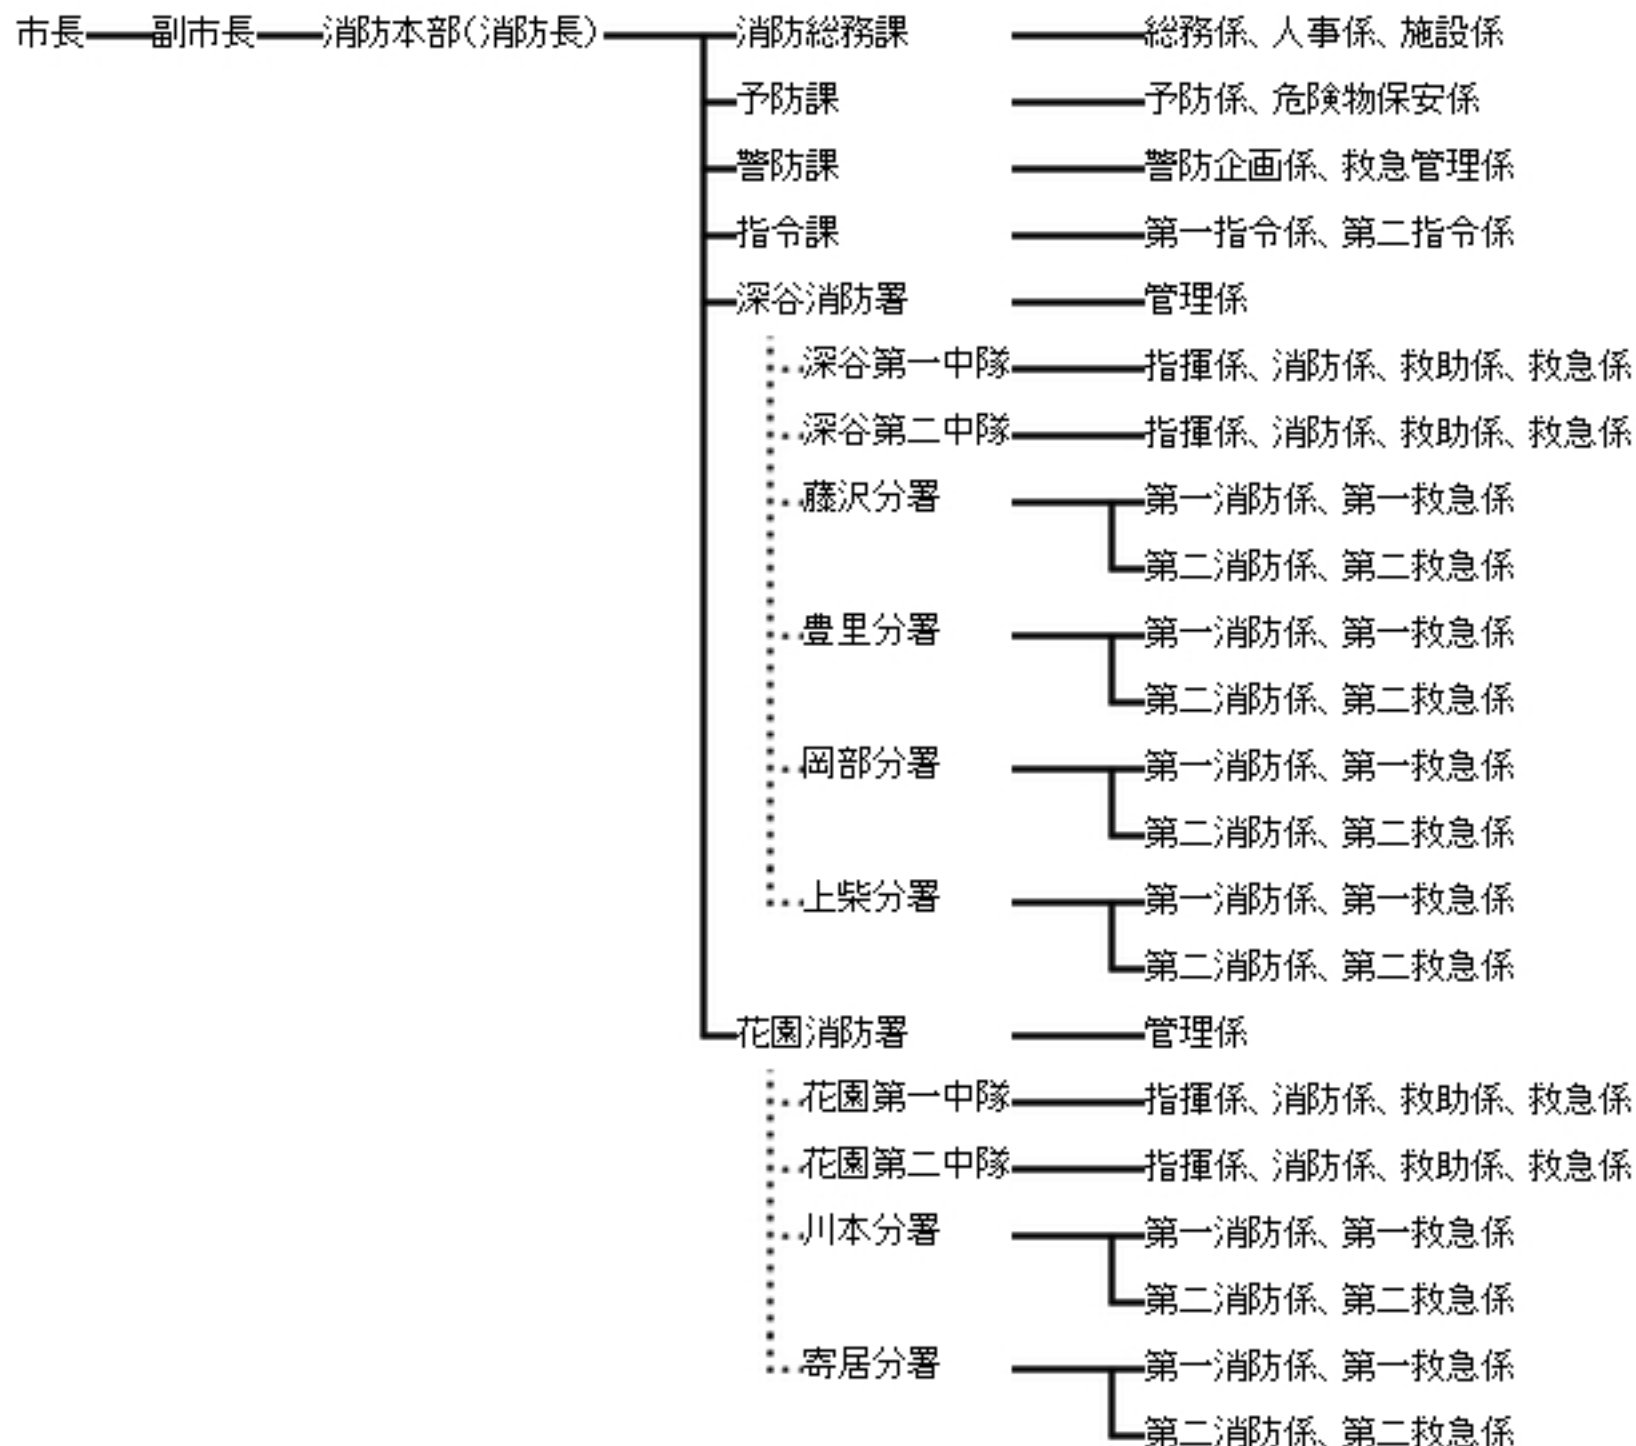 市長 副市長 消防本部(消防長) 消防総務課 総務係、人事係、施設係
予防課 予防係、危険物保安係
警防課 警防企画係、救急管理係
指令課 第一指令係、第二指令係
深谷消防署 管理係
深谷第一中隊 指揮係、消防係、救助係、救急係
深谷第二中隊 指揮係、消防係、救助係、救急係
藤沢分署 第一消防係、第一救急係
第二消防係、第二救急係
豊里分署 第一消防係、第一救急係
第二消防係、第二救急係
岡部分署 第一消防係、第一救急係
第二消防係、第二救急係
上柴分署 第一消防係、第一救急係
第二消防係、第二救急係
花園消防署 管理係
花園第一中隊 指揮係、消防係、救助係、救急係
花園第二中隊 指揮係、消防係、救助係、救急係
川本分署 第一消防係、第一救急係
第二消防係、第二救急係
寄居分署 第一消防係、第一救急係
第二消防係、第二救急係